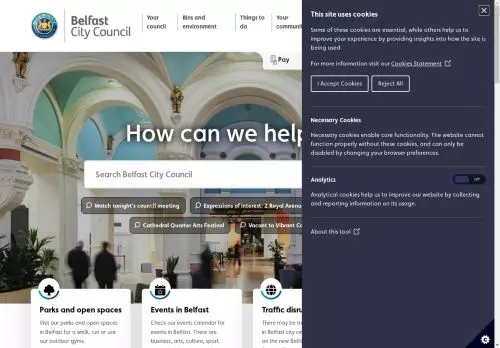 Belfast
City Council
Your
council
Bins and
environment
Things to
do
Your
Pay
How can we help
Search Belfast City Council
Watch tonight's council meeting
Expressions of interest: 2 Royal Avenu
Cathedral Quarter Arts Festival
Vacant to Vibrant
Parks and open spaces
Visit our parks and open spaces
in Belfast for a walk, run or use
our outdoor gyms.
Events in Belfast
Check our events calendar for
events in Belfast. There are
business, arts, culture, sport,
Traffic disru
There may be tra
in Belfast city ce
on the new Belf
This site uses cookies
Some of these cookies are essential, while others help us to
improve your experience by providing insights into how the site is
being used.
For more information visit our Cookies Statement
I Accept Cookies
Reject All
Necessary Cookies
Necessary cookies enable core functionality. The website cannot
function properly without these cookies, and can only be
disabled by changing your browser preferences.
Analytics
Off
Analytical cookies help us to improve our website by collecting
and reporting information on its usage.
About this tool